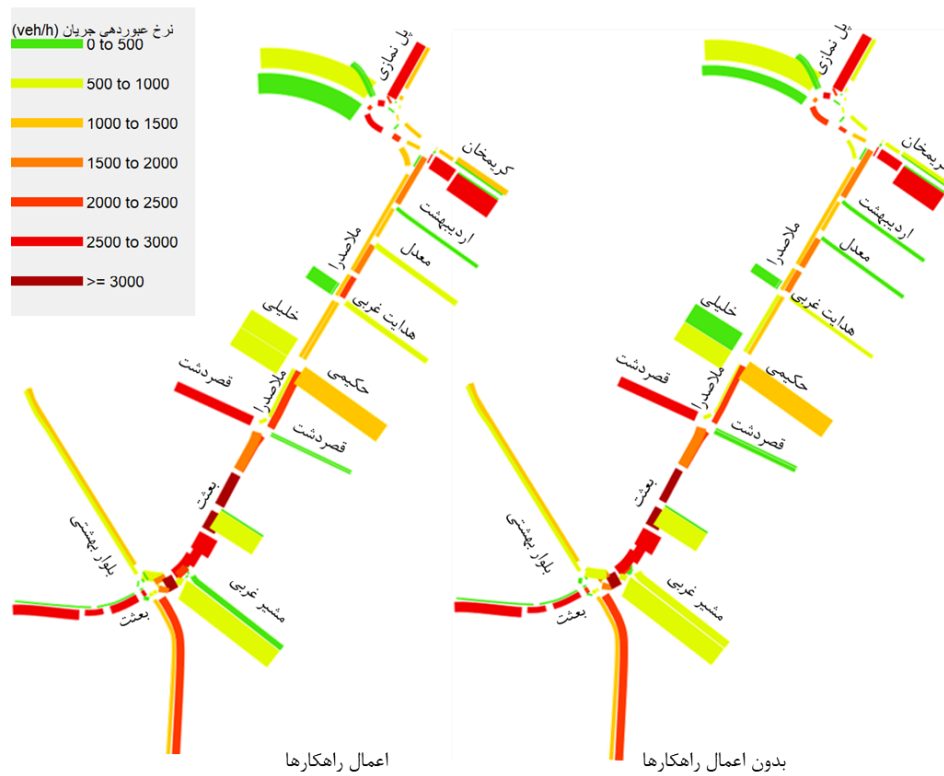 نرخ عبوردهی جریان (veh/h)
0 to 500
500 to 1000
1000 to 1500
1500 to 2000
2000 to 2500
2500 to 3000
>= 3000
پل نمازی
کریمخان
اردیبهشت
معدل
ملاصدرا
هدایت غربی
خلیلی
حکیمی
قصردشت
ملاصدرا
قصردشت
بعثت
بلوار بهشتی
مشیر غربی
بعثت
اعمال راهکارها
پل نمازی
کریمخان
اردیبهشت
معدل
ملاصدرا
هدایت غربی
خلیلی
حکیمی
قصردشت
ملاصدرا
قصردشت
بعثت
بلوار بهشتی
مشیر غربی
بعثت
بدون اعمال راهکارها